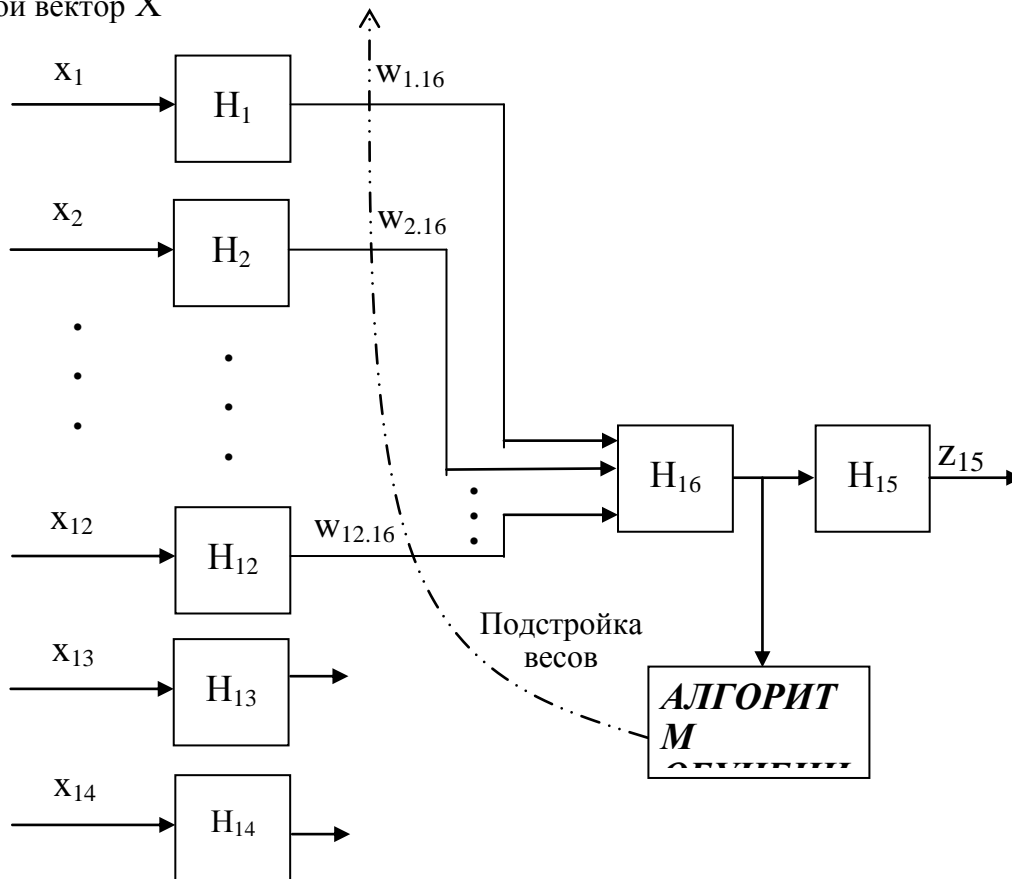 вектор X
x1
H1
w1.16
x2
H2
w2.16
x12
H12
w12.16
H16
H15
z15
x13
H13
Подстройка
весов
x14
H14
АЛГОРИТ
М